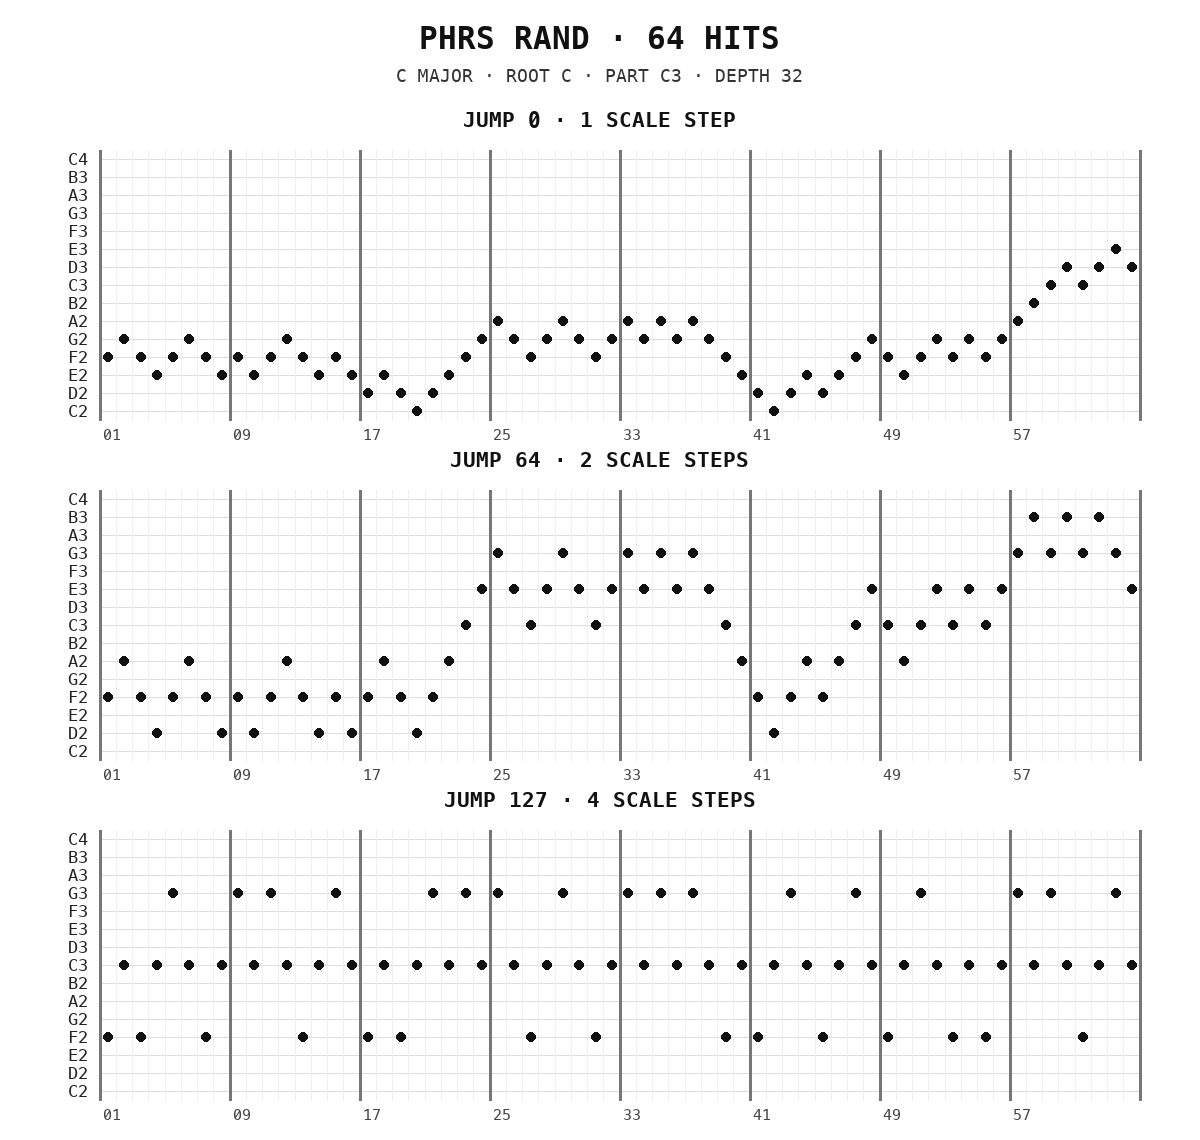 PHRS RAND · 64 HITS
C MAJOR · ROOT C · PART C3 · DEPTH 32
JUMP 0 · 1 SCALE STEP
C4
B3
A3
G3
F3
E3
D3
C3
B2
A2
G2
F2
E2
D2
C2
01 09 17 25 33 41 49 57
JUMP 64 · 2 SCALE STEPS
C4
B3
A3
G3
F3
E3
D3
C3
B2
A2
G2
F2
E2
D2
C2
01 09 17 25 33 41 49 57
JUMP 127 · 4 SCALE STEPS
C4
B3
A3
G3
F3
E3
D3
C3
B2
A2
G2
F2
E2
D2
C2
01 09 17 25 33 41 49 57